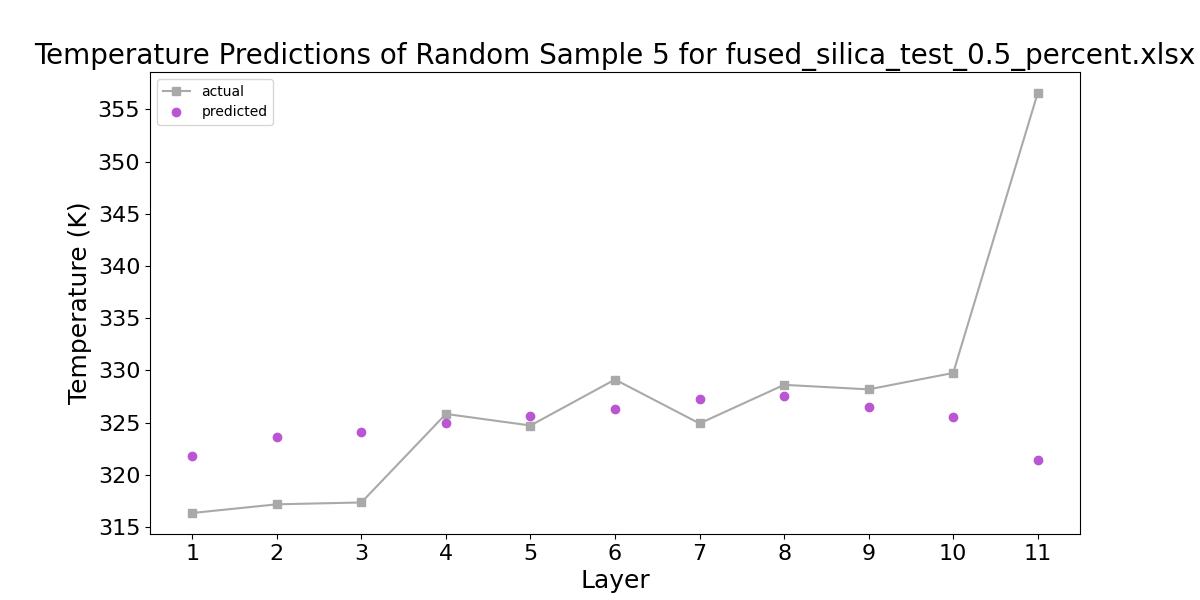 Temperature Predictions of Random Sample 5 for fused_silica_test_0.5_percent.xlsx
actual
predicted
Temperature (K)
355
350
345
340
335
330
325
320
315
1 2 3 4 5 6 7 8 9 10 11
Layer